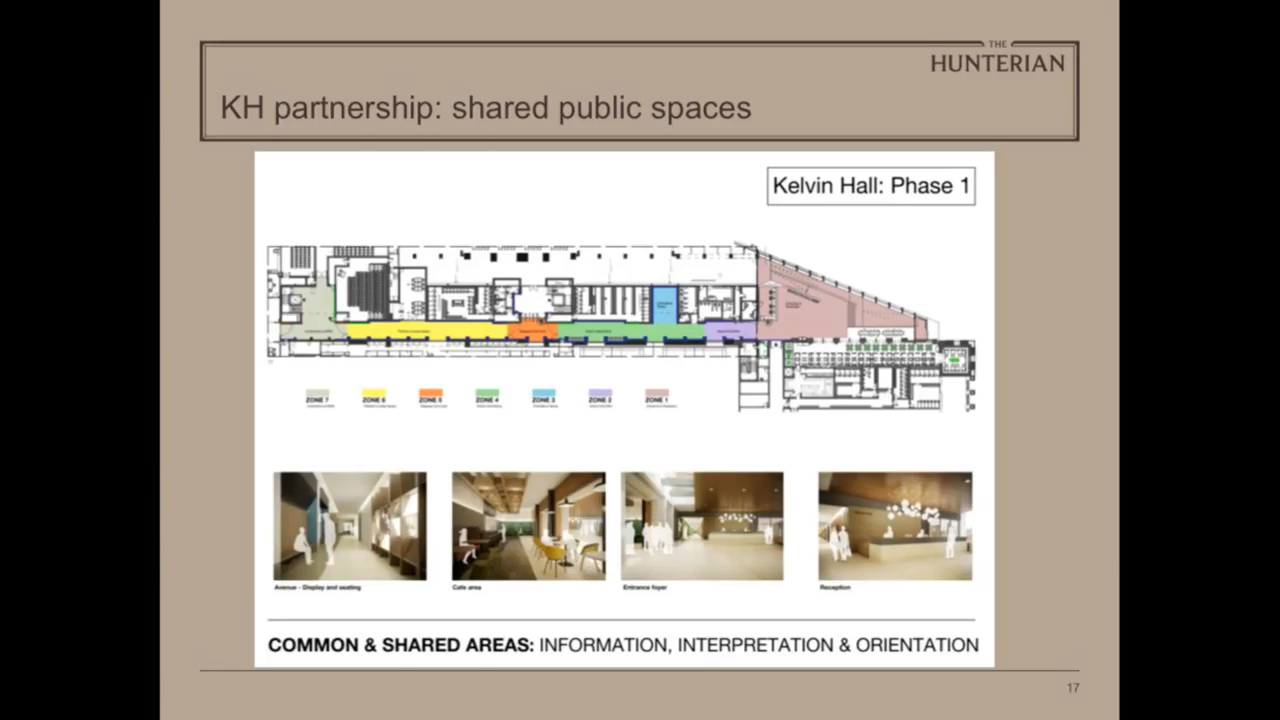 THE
HUNTERIAN
KH partnership: shared public spaces
Kelvin Hall: Phase 1
ZONE 7
ZONE 6
ZONE 5
ZONE 4
ZONE 3
ZONE 2
ZONE 1
Avenue - Display and seating
Cafe area
Entrance foyer
Reception
COMMON & SHARED AREAS: INFORMATION, INTERPRETATION & ORIENTATION
17